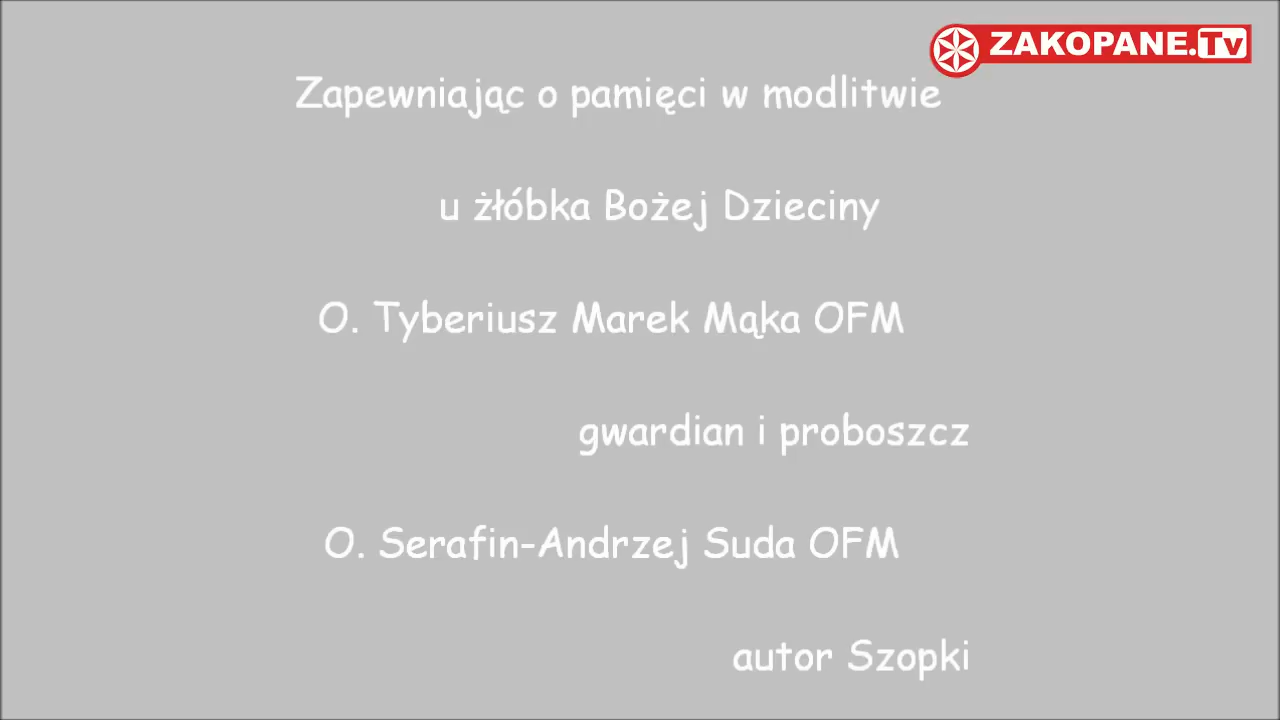 ZAKOPANE.Tv
Zapewniając o pamięci w modlitwie
u żłóbka Bożej Dzieciny
O. Tyberiusz Marek Mąka OFM
gwardian i proboszcz
O. Serafin-Andrzej Suda OFM
autor Szopki